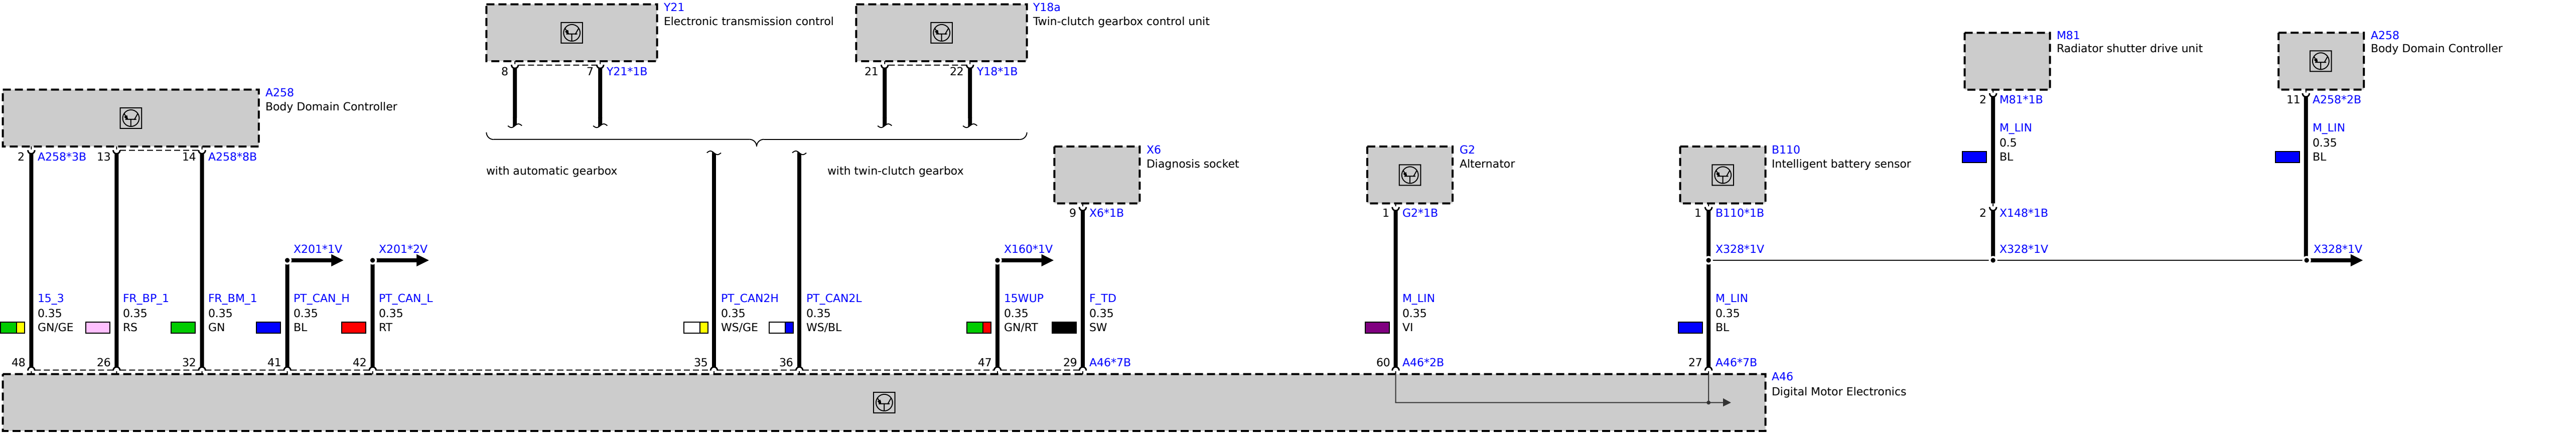 Y21
Electronic transmission control
Y18a
Twin-clutch gearbox control unit
M81
Radiator shutter drive unit
A258
Body Domain Controller
8 7 Y21*1B
21 22 Y18*1B
A258
Body Domain Controller
2 M81*1B
11 A258*2B
M_LIN
0.5
BL
M_LIN
0.35
BL
2 A258*3B 13 14 A258*8B
with automatic gearbox
with twin-clutch gearbox
X6
Diagnosis socket
G2
Alternator
B110
Intelligent battery sensor
9 X6*1B
1 G2*1B
1 B110*1B
2 X148*1B
X201*1V
X201*2V
X160*1V
X328*1V
X328*1V
X328*1V
15_3
0.35
GN/GE
FR_BP_1
0.35
RS
FR_BM_1
0.35
GN
PT_CAN_H
0.35
BL
PT_CAN_L
0.35
RT
PT_CAN2H
0.35
WS/GE
PT_CAN2L
0.35
WS/BL
15WUP
0.35
GN/RT
F_TD
0.35
SW
M_LIN
0.35
VI
M_LIN
0.35
BL
48 26 32 41 42 35 36 47 29 A46*7B
60 A46*2B
27 A46*7B
A46
Digital Motor Electronics